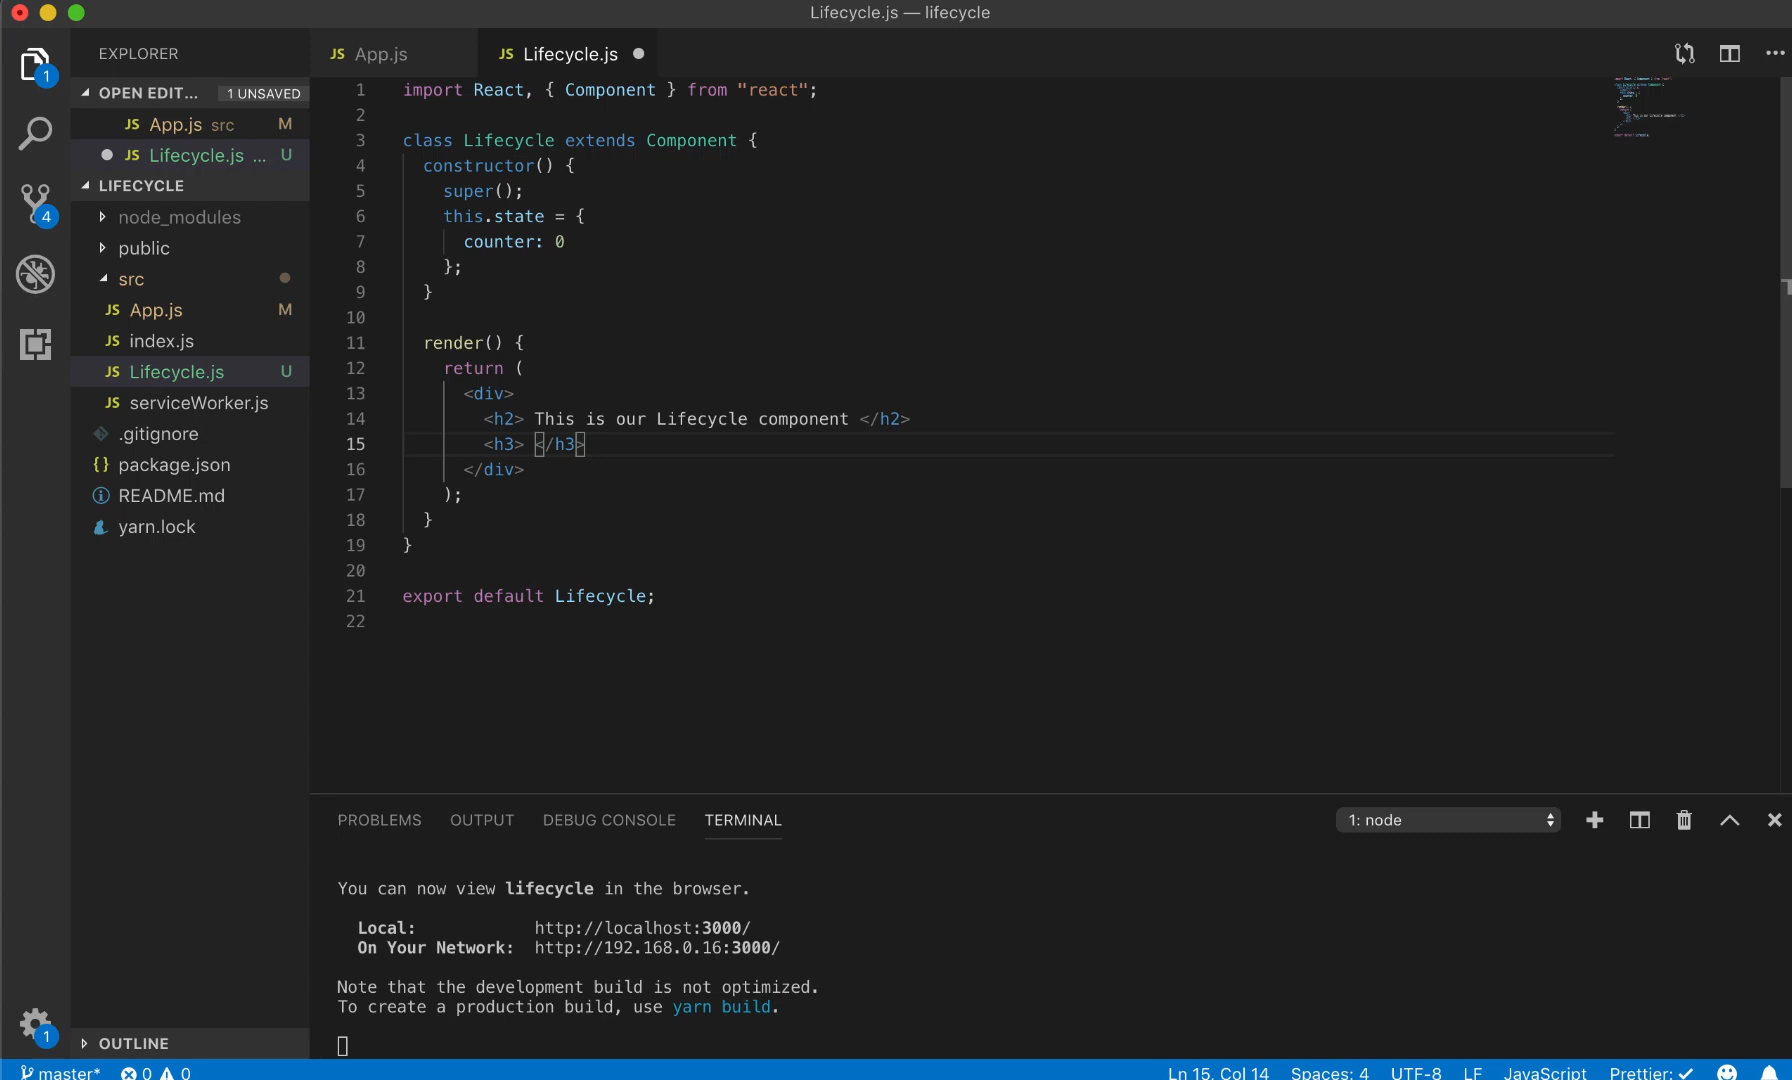 Lifecycle.js — lifecycle
EXPLORER
OPEN EDIT... 1 UNSAVED
JS App.js src M
JS Lifecycle.js ... U
LIFECYCLE
node_modules
public
src
JS App.js M
JS index.js
JS Lifecycle.js U
JS serviceWorker.js
.gitignore
{} package.json
README.md
yarn.lock
OUTLINE
1
4
1
JS App.js
JS Lifecycle.js
1 import React, { Component } from "react";
2
3 class Lifecycle extends Component {
4 constructor() {
5 super();
6 this.state = {
7 counter: 0
8 };
9 }
10
11 render() {
12 return (
13 <div>
14 <h2> This is our Lifecycle component </h2>
15 <h3> </h3>
16 </div>
17 );
18 }
19 }
20
21 export default Lifecycle;
22
PROBLEMS OUTPUT DEBUG CONSOLE TERMINAL 1: node
You can now view lifecycle in the browser.
Local: http://localhost:3000/
On Your Network: http://192.168.0.16:3000/
Note that the development build is not optimized.
To create a production build, use yarn build.
master* 0 0 Ln 15, Col 14 Spaces: 4 UTF-8 LF JavaScript Prettier: ✓